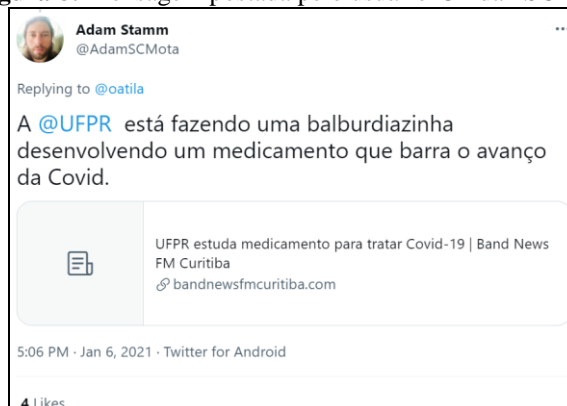 Adam Stamm
@AdamSCMota
Replying to @oatila
A @UFPR está fazendo uma balburdiazinha
desenvolvendo um medicamento que barra o avanço
da Covid.
UFPR estuda medicamento para tratar Covid-19 | Band News
FM Curitiba
bandnewsfmcuritiba.com
5:06 PM · Jan 6, 2021 · Twitter for Android
4 Likes